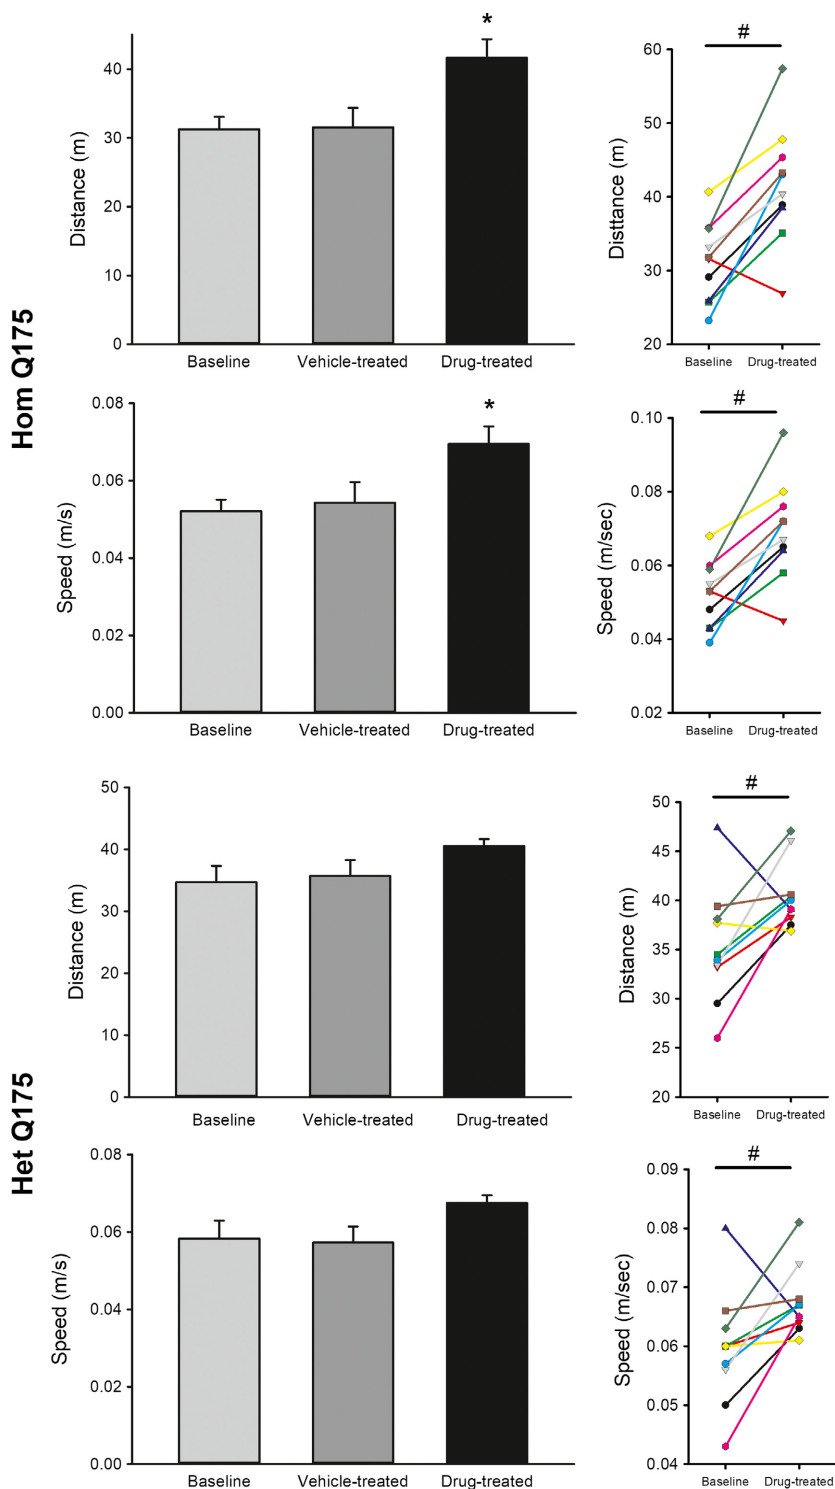 Hom Q175
*
Distance (m)
40
30
20
10
0
Baseline Vehicle-treated Drug-treated
#
Disttance (m)
60
50
40
30
20
Baseline Drug-treated
*
Speed (m/s)
0.08
0.06
0.04
0.02
0.00
Baseline Vehicle-treated Drug-treated
#
Speed (m/sec)
0.10
0.08
0.06
0.04
0.02
Baseline Drug-treated
Het Q175
Distance (m)
50
40
30
20
10
0
Baseline Vehicle-treated Drug-treated
#
Distance (m)
50
45
40
35
30
25
20
Baseline Drug-treated
Speed (m/s)
0.08
0.06
0.04
0.02
0.00
Baseline Vehicle-treated Drug-treated
#
Speed (m/sec)
0.09
0.08
0.07
0.06
0.05
0.04
Baseline Drug-treated